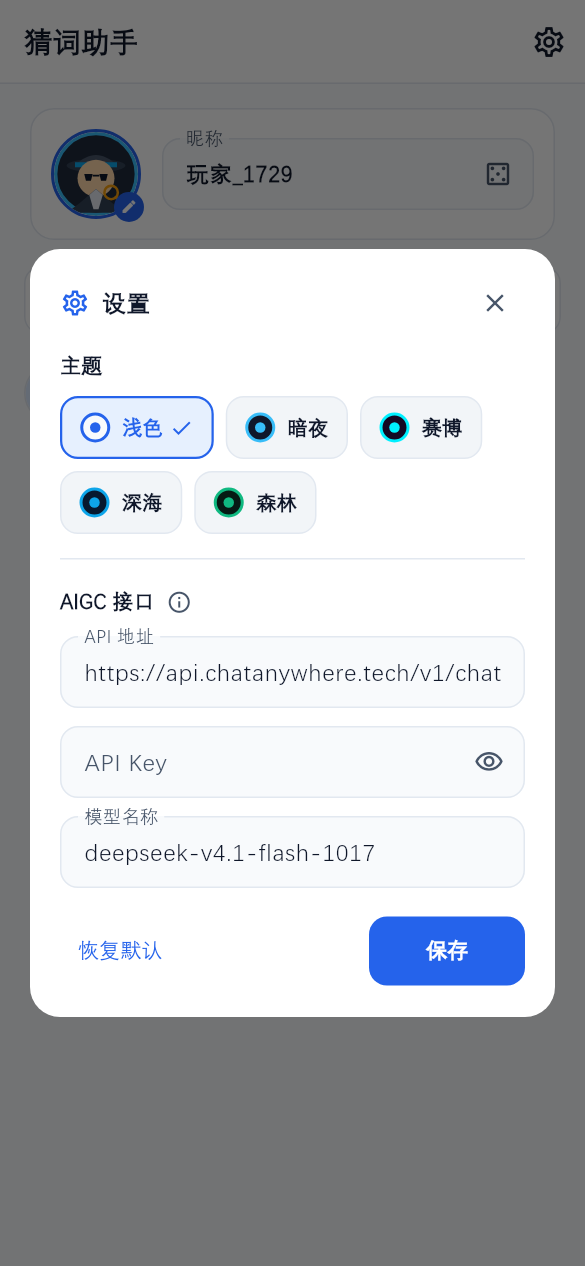 猜词助手
昵称
玩家_1729
设置
主题
浅色
暗夜
赛博
深海
森林
AIGC 接口
API 地址
https://api.chatanywhere.tech/v1/chat
API Key
模型名称
deepseek-v4.1-flash-1017
恢复默认
保存